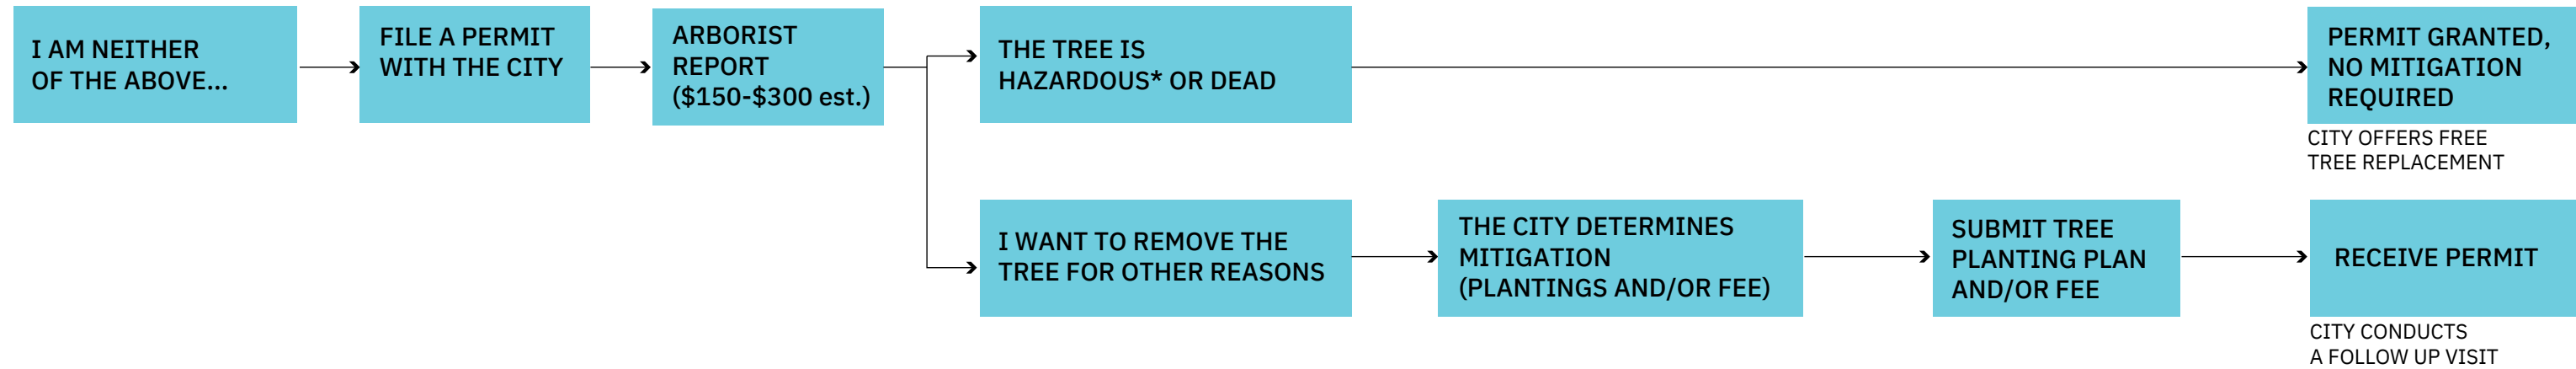 I AM NEITHER
OF THE ABOVE...
FILE A PERMIT
WITH THE CITY
ARBORIST
REPORT
($150-$300 est.)
THE TREE IS
HAZARDOUS* OR DEAD
PERMIT GRANTED,
NO MITIGATION
REQUIRED
CITY OFFERS FREE
TREE REPLACEMENT
I WANT TO REMOVE THE
TREE FOR OTHER REASONS
THE CITY DETERMINES
MITIGATION
(PLANTINGS AND/OR FEE)
SUBMIT TREE
PLANTING PLAN
AND/OR FEE
RECEIVE PERMIT
CITY CONDUCTS
A FOLLOW UP VISIT